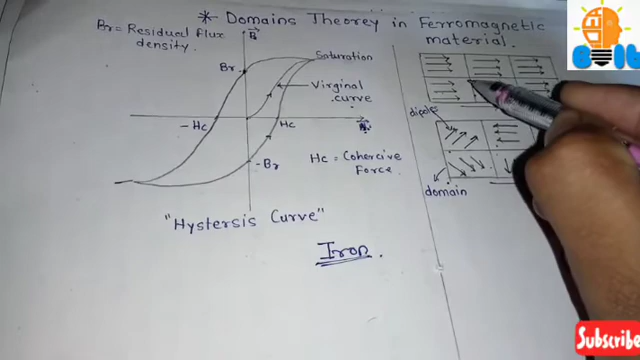 * Domains Theorey in Ferromagnetic
material.
Br = Residual flux
density.
B
Saturation
Br
Virginal
curve
-Hc
Hc
-Br
Hc = Cohercive
Force.
"Hystersis Curve"
Iron.
dipole
domain
Subscribe